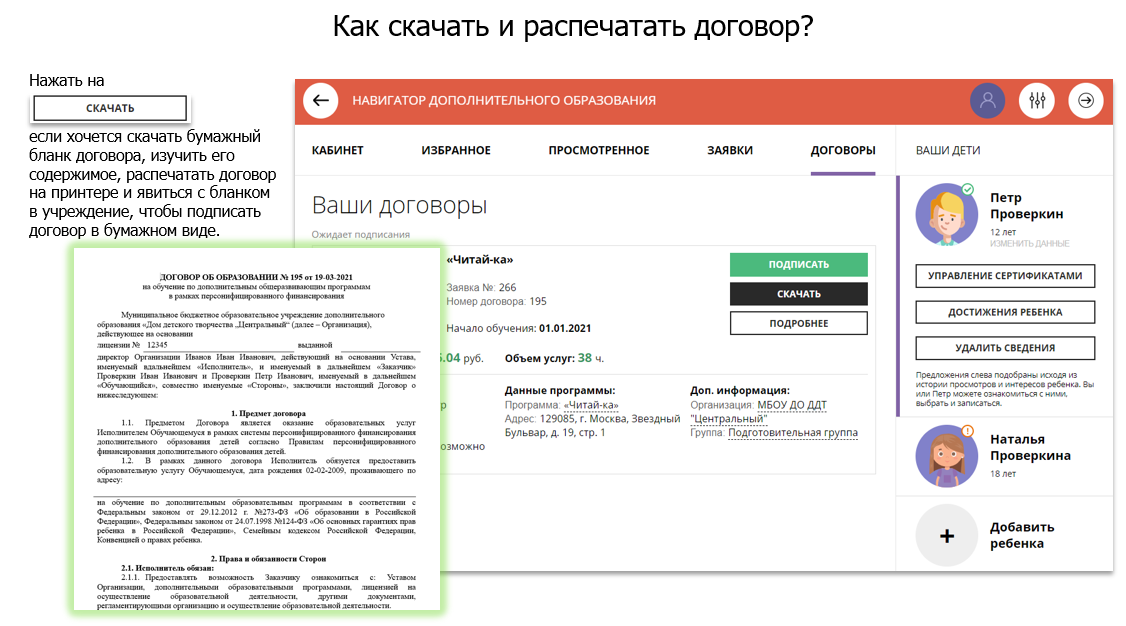 Как скачать и распечатать договор?
Нажать на
СКАЧАТЬ
если хочется скачать бумажный
бланк договора, изучить его
содержимое, распечатать договор
на принтере и явиться с бланком
в учреждение, чтобы подписать
договор в бумажном виде.
НАВИГАТОР ДОПОЛНИТЕЛЬНОГО ОБРАЗОВАНИЯ
КАБИНЕТ ИЗБРАННОЕ ПРОСМОТРЕННОЕ ЗАЯВКИ ДОГОВОРЫ
Ваши договоры
Ожидает подписания
«Читай-ка»
Заявка №: 266
Номер договора: 195
Начало обучения: 01.01.2021
.04 руб. Объем услуг: 38 ч.
ПОДПИСАТЬ
СКАЧАТЬ
ПОДРОБНЕЕ
Данные программы:
Программа: «Читай-ка»
Адрес: 129085, г. Москва, Звездный
Бульвар, д. 19, стр. 1
Доп. информация:
Организация: МБОУ ДО ДДТ
"Центральный"
Группа: Подготовительная группа
р
озможно
ВАШИ ДЕТИ
Петр
Проверкин
12 лет
ИЗМЕНИТЬ ДАННЫЕ
УПРАВЛЕНИЕ СЕРТИФИКАТАМИ
ДОСТИЖЕНИЯ РЕБЕНКА
УДАЛИТЬ СВЕДЕНИЯ
Предложения слева подобраны исходя из
истории просмотров и интересов ребенка. Вы
или Петр можете ознакомиться с ними,
выбрать и записаться.
Наталья
Проверкина
18 лет
Добавить
ребенка
ДОГОВОР ОБ ОБРАЗОВАНИИ № 195 от 19-03-2021
на обучение по дополнительным общеразвивающим программам
в рамках персонифицированного финансирования
Муниципальное бюджетное образовательное учреждение дополнительного
образования «Дом детского творчества „Центральный“ (далее – Организация),
действующее на основании
лицензии № 12345 выданной
директор Организации Иванов Иван Иванович, действующий на основании Устава,
именуемый вдальнейшем «Исполнитель», и именуемый в дальнейшем «Заказчик»
Проверкин Иван Иванович и Проверкин Петр Иванович, именуемый в дальнейшем
«Обучающийся», совместно именуемые «Стороны», заключили настоящий Договор о
нижеследующем:
1. Предмет договора
1.1. Предметом Договора является оказание образовательных услуг
Исполнителем Обучающемуся в рамках системы персонифицированного финансирования
дополнительного образования детей согласно Правилам персонифицированного
финансирования дополнительного образования детей.
1.2. В рамках данного договора Исполнитель обязуется предоставить
образовательную услугу Обучающемуся, дата рождения 02-02-2009, проживающего по
адресу:
на обучение по дополнительным образовательным программам в соответствии с
Федеральным законом от 29.12.2012 г. №273-ФЗ «Об образовании в Российской
Федерации», Федеральным законом от 24.07.1998 №124-ФЗ «Об основных гарантиях прав
ребенка в Российской Федерации», Семейным кодексом Российской Федерации,
Конвенцией о правах ребенка.
2. Права и обязанности Сторон
2.1. Исполнитель обязан:
2.1.1. Предоставлять возможность Заказчику ознакомиться с: Уставом
Организации, дополнительными образовательными программами, лицензией на
осуществление образовательной деятельности, другими документами,
регламентирующими организацию и осуществление образовательной деятельности.